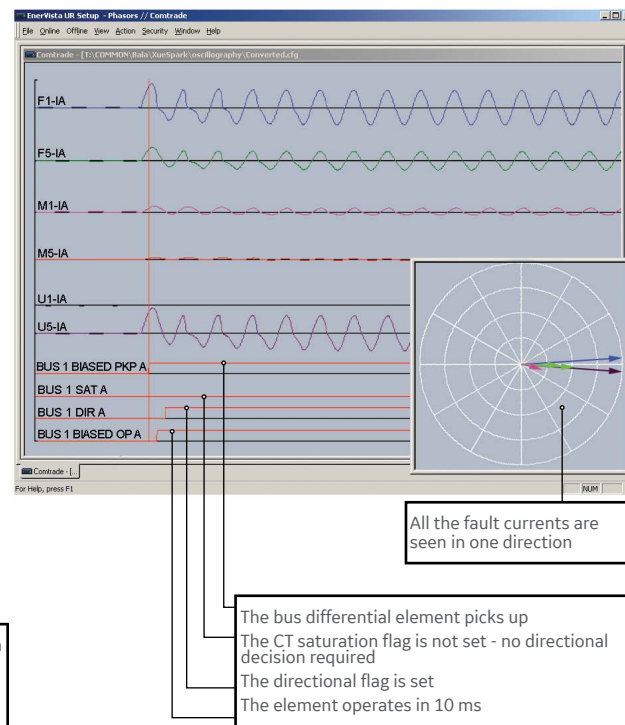 EnerVista UR Setup - Phasors // Comtrade
File Online Offline View Action Security Window Help
Comtrade - [T:\COMMON\Bala\XueSpark\oscillography\Converted.cfg
F1-IA
F5-IA
M1-IA
M5-IA
U1-IA
U5-IA
BUS 1 BIASED PKP A
BUS 1 SAT A
BUS 1 DIR A
BUS 1 BIASED OP A
Comtrade - [...
For Help, press F1
NUM
All the fault currents are
seen in one direction
The bus differential element picks up
The CT saturation flag is not set - no directional
decision required
The directional flag is set
The element operates in 10 ms